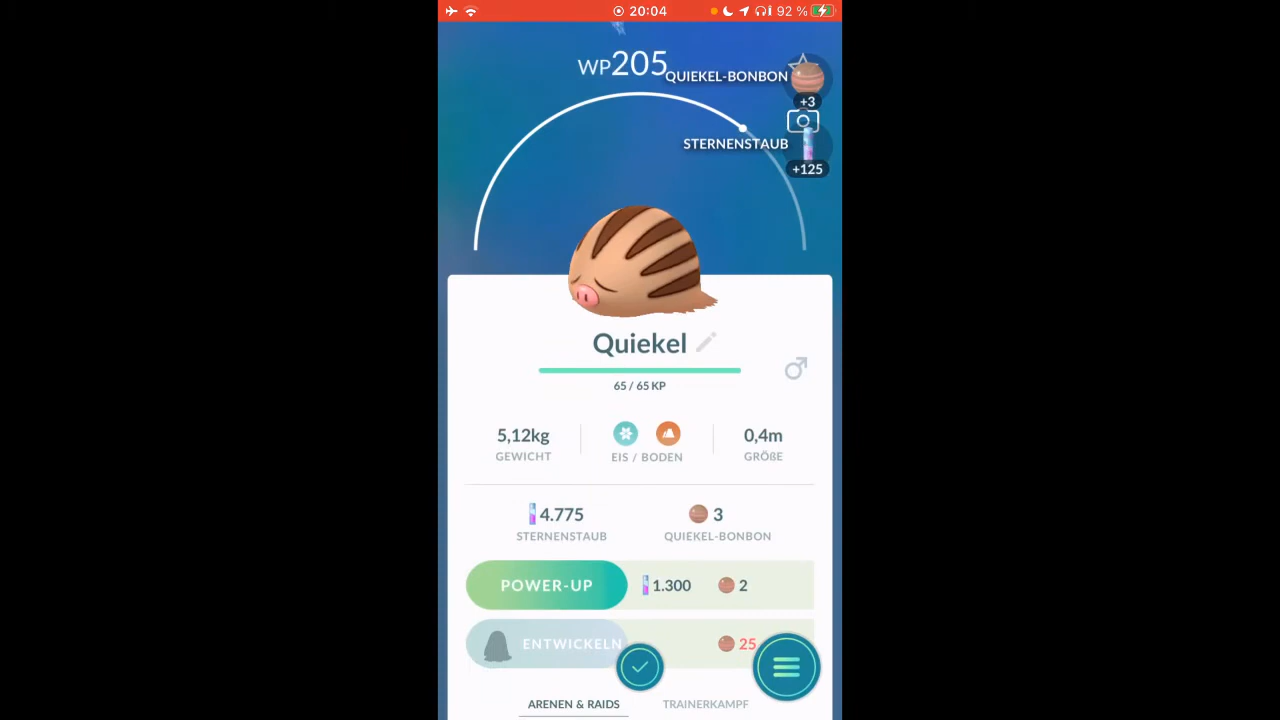 20:04
92 %
WP205
QUIEKEL-BONBON
+3
STERNENSTAUB
+125
Quiekel
65 / 65 KP
5,12kg
GEWICHT
EIS / BODEN
0,4m
GRÖßE
4.775
STERNENSTAUB
3
QUIEKEL-BONBON
POWER-UP
1.300
2
ENTWICKELN
25
ARENEN & RAIDS
TRAINERKAMPF